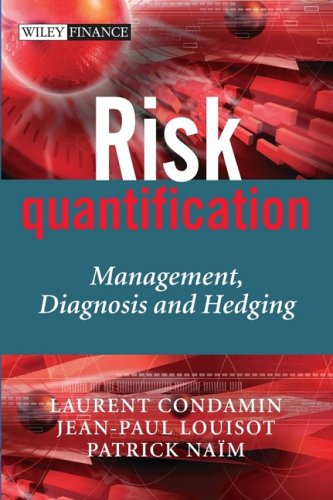 WILEY FINANCE
Risk
quantification
Management,
Diagnosis and Hedging
LAURENT CONDAMIN
JEAN-PAUL LOUISOT
PATRICK NAÏM